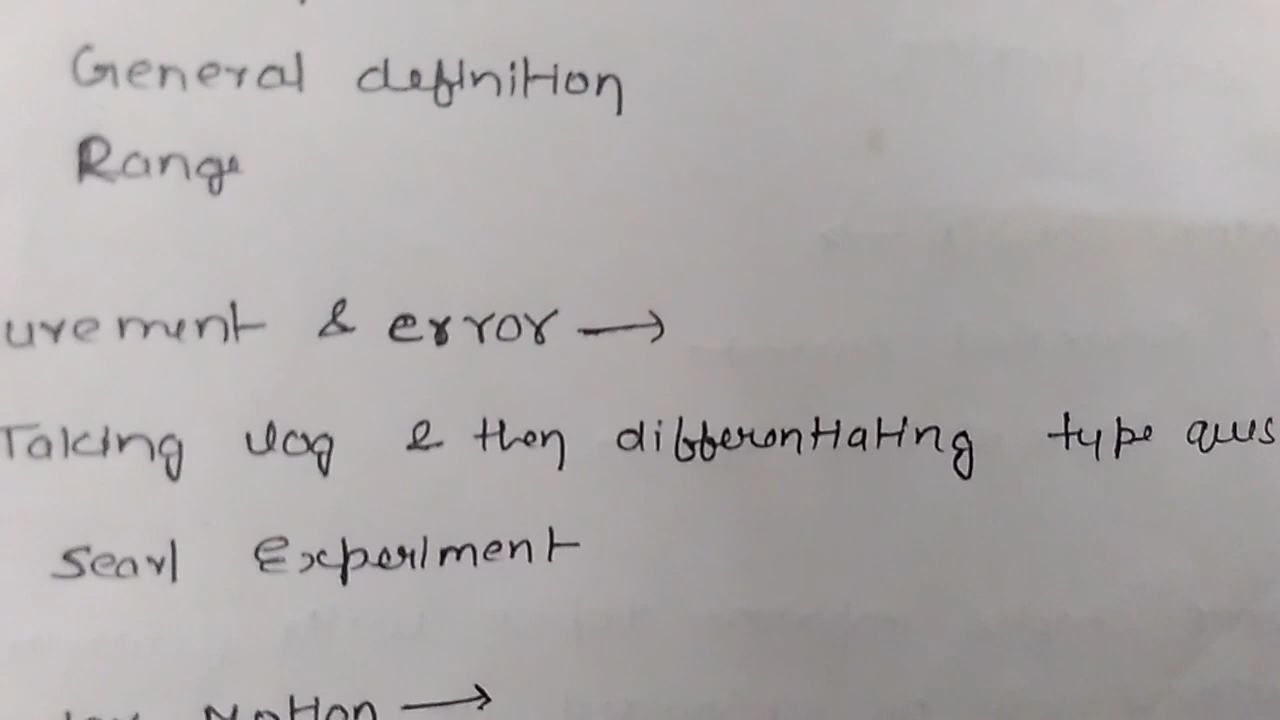 General definition
Range
urement & error →
Taking log & then differentiating type ques
Searl Experiment
Motion →